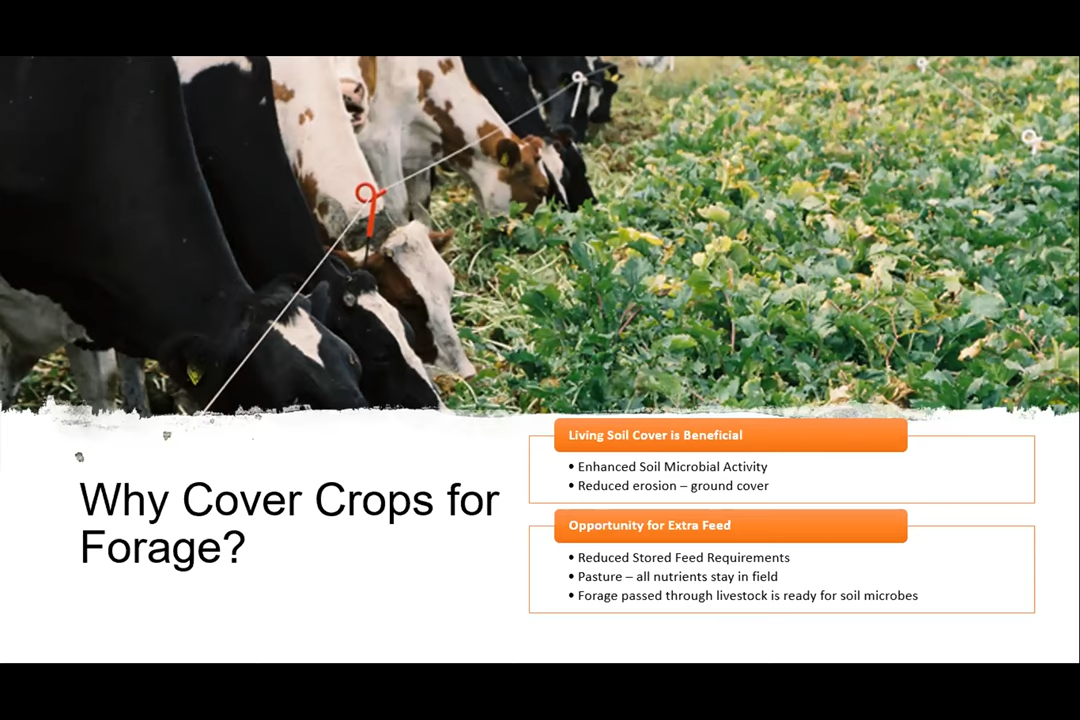 Why Cover Crops for
Forage?
Living Soil Cover is Beneficial
• Enhanced Soil Microbial Activity
• Reduced erosion – ground cover
Opportunity for Extra Feed
• Reduced Stored Feed Requirements
• Pasture – all nutrients stay in field
• Forage passed through livestock is ready for soil microbes